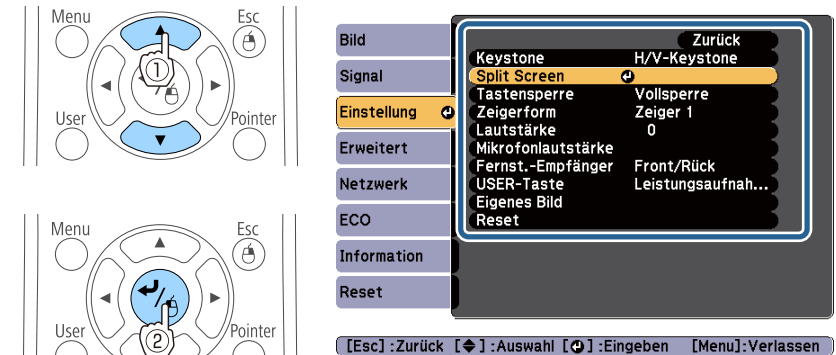 Menu
Esc
1
User
Pointer
Menu
Esc
User
Pointer
2
Bild
Signal
Einstellung
Erweitert
Netzwerk
ECO
Information
Reset
Zurück
Keystone H/V-Keystone
Split Screen
Tastensperre Vollsperre
Zeigerform Zeiger 1
Lautstärke 0
Mikrofonlautstärke
Fernst.-Empfänger Front/Rück
USER-Taste Leistungsaufnah...
Eigenes Bild
Reset
[Esc] :Zurück [◆] :Auswahl [⏎] :Eingeben [Menu]:Verlassen